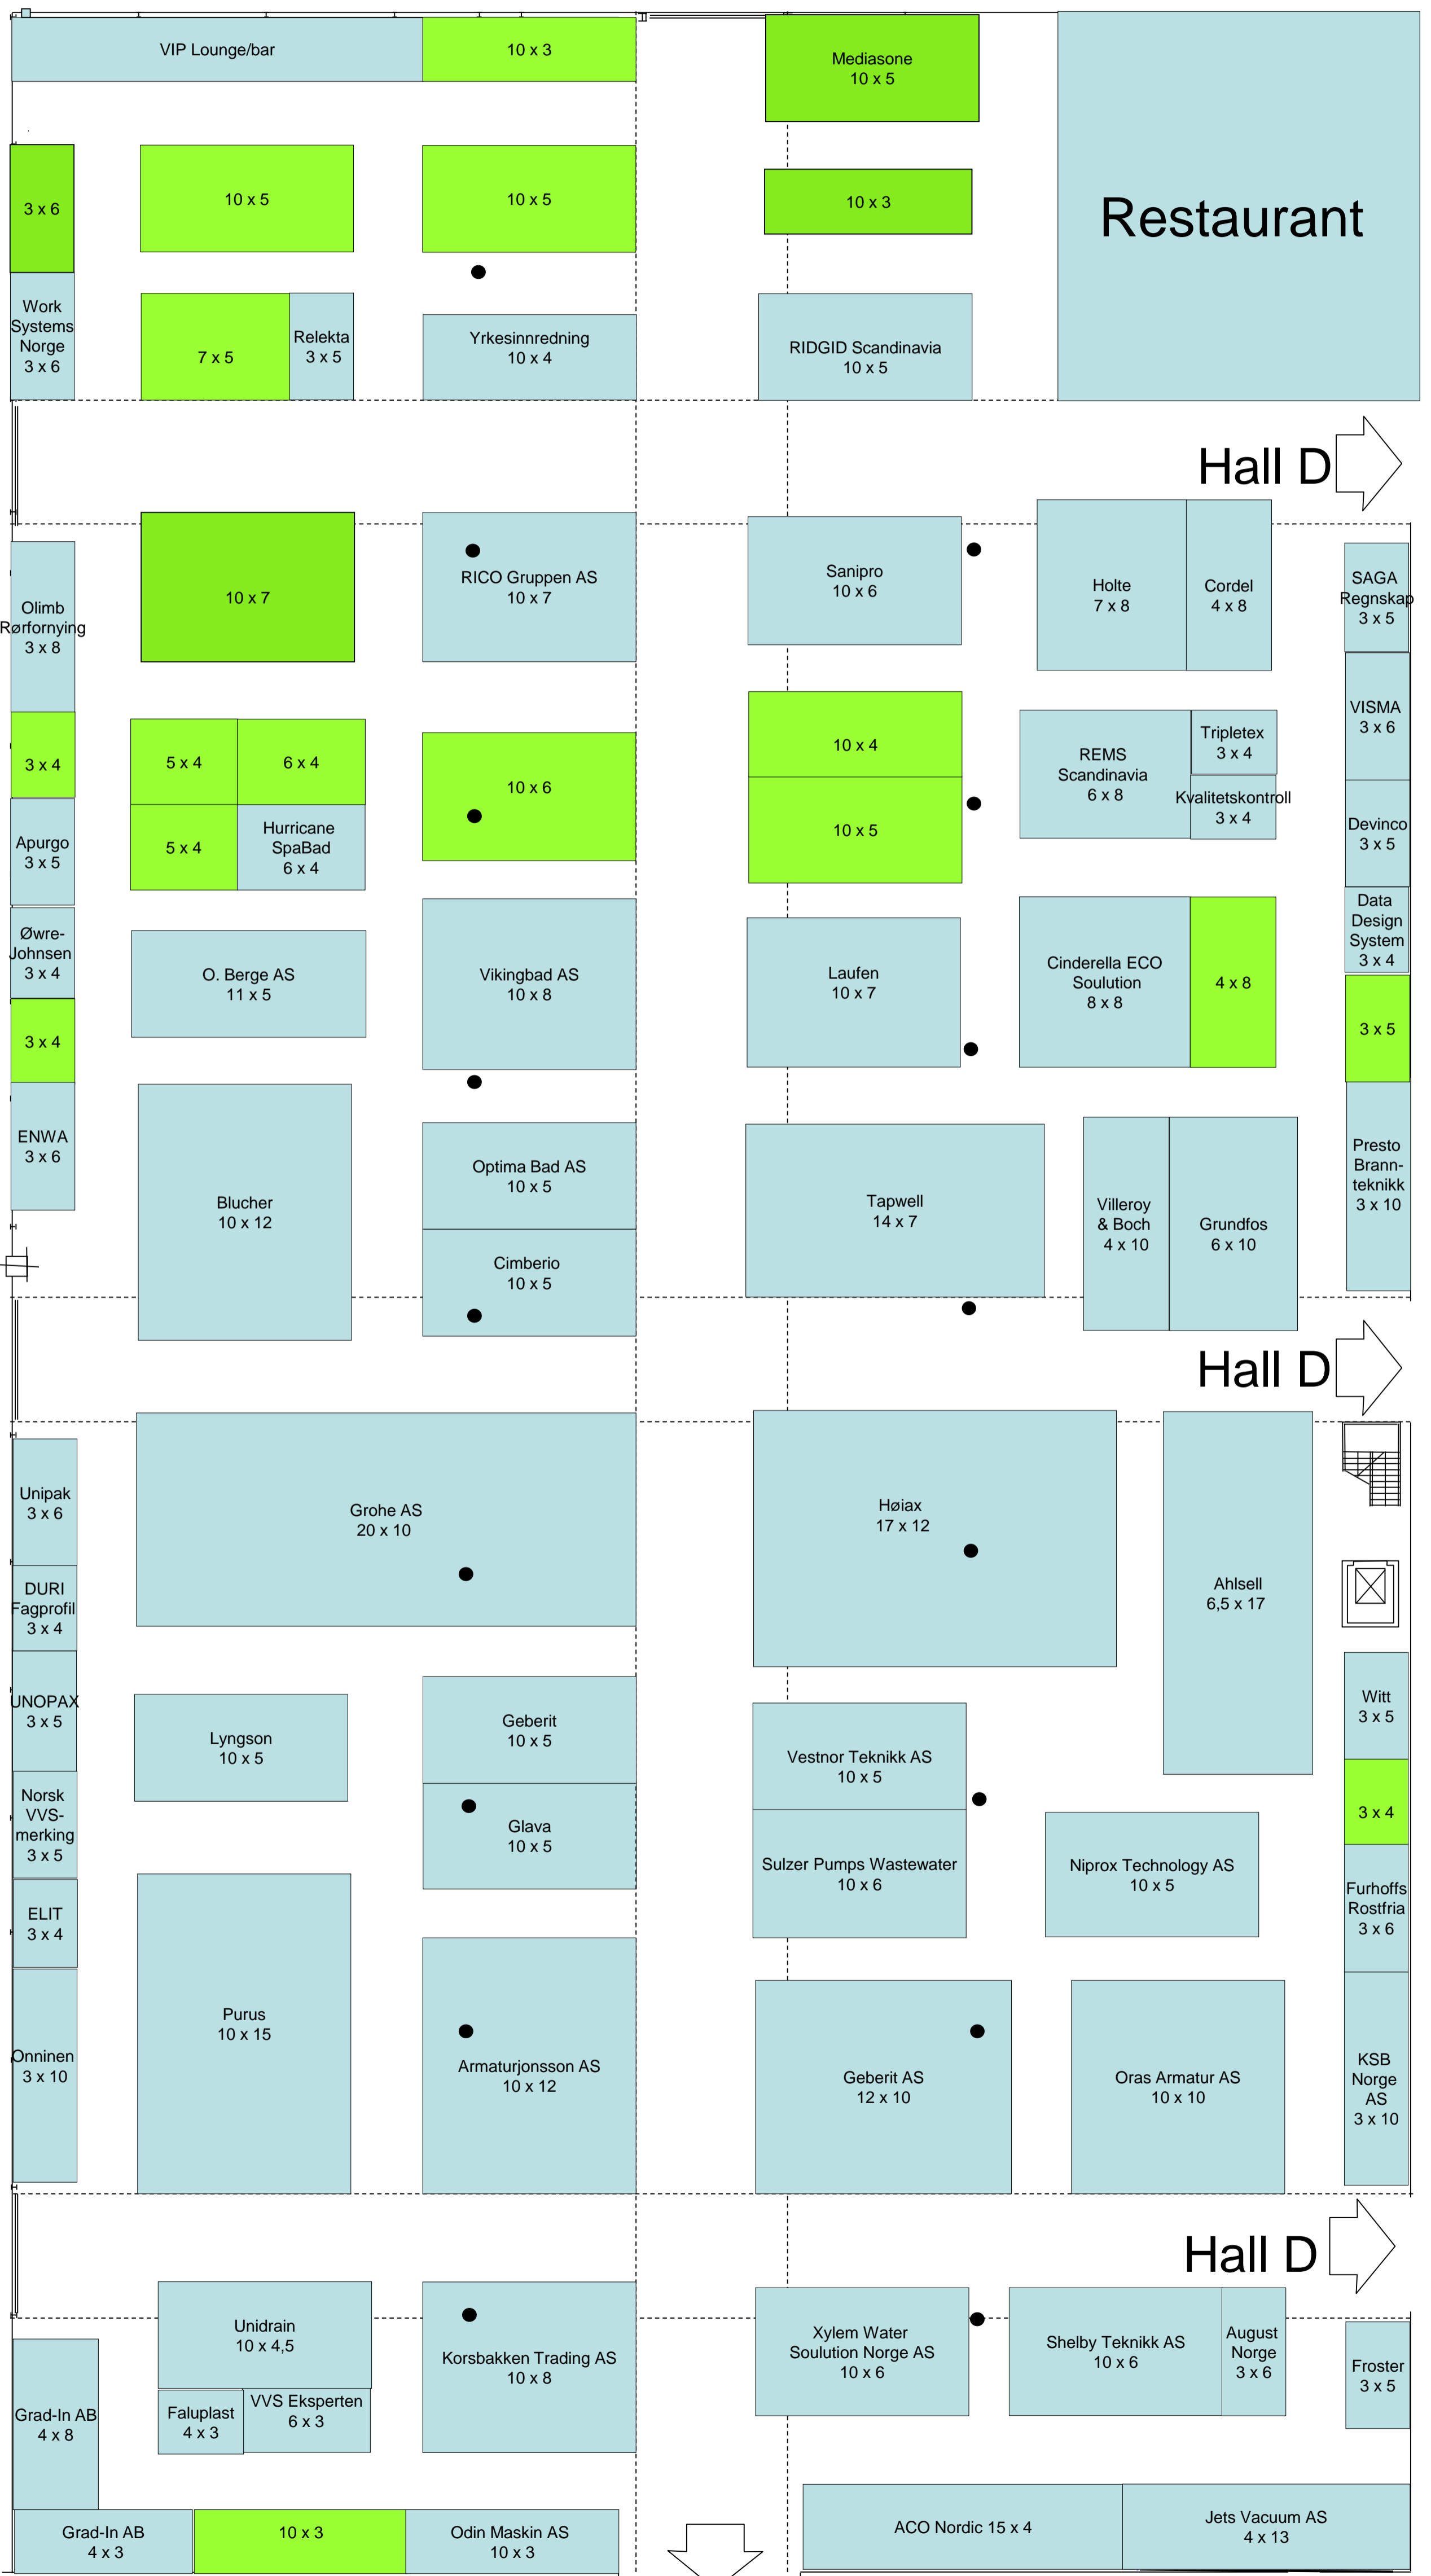 VIP Lounge/bar
10 x 3
Mediasone
10 x 5
Restaurant
3 x 6
10 x 5
10 x 5
10 x 3
Work
Systems
Norge
3 x 6
7 x 5
Relekta
3 x 5
Yrkesinnredning
10 x 4
RIDGID Scandinavia
10 x 5
Hall D
Olimb
Rørfornying
3 x 8
10 x 7
RICO Gruppen AS
10 x 7
Sanipro
10 x 6
Holte
7 x 8
Cordel
4 x 8
SAGA
Regnskap
3 x 5
3 x 4
5 x 4
6 x 4
10 x 6
10 x 4
REMS
Scandinavia
6 x 8
Tripletex
3 x 4
VISMA
3 x 6
Apurgo
3 x 5
5 x 4
Hurricane
SpaBad
6 x 4
10 x 5
Kvalitetskontroll
3 x 4
Devinco
3 x 5
Øwre-
Johnsen
3 x 4
O. Berge AS
11 x 5
Vikingbad AS
10 x 8
Laufen
10 x 7
Cinderella ECO
Soulution
8 x 8
4 x 8
Data
Design
System
3 x 4
3 x 4
3 x 5
ENWA
3 x 6
Blucher
10 x 12
Optima Bad AS
10 x 5
Cimberio
10 x 5
Tapwell
14 x 7
Villeroy
& Boch
4 x 10
Grundfos
6 x 10
Presto
Brann-
teknikk
3 x 10
Hall D
Unipak
3 x 6
Grohe AS
20 x 10
Høiax
17 x 12
Ahlsell
6,5 x 17
DURI
Fagprofil
3 x 4
UNOPAX
3 x 5
Lyngson
10 x 5
Geberit
10 x 5
Vestnor Teknikk AS
10 x 5
Witt
3 x 5
Norsk
VVS-
merking
3 x 5
Glava
10 x 5
Sulzer Pumps Wastewater
10 x 6
Niprox Technology AS
10 x 5
3 x 4
ELIT
3 x 4
Furhoffs
Rostfria
3 x 6
Onninen
3 x 10
Purus
10 x 15
Armaturjonsson AS
10 x 12
Geberit AS
12 x 10
Oras Armatur AS
10 x 10
KSB
Norge
AS
3 x 10
Hall D
Unidrain
10 x 4,5
Korsbakken Trading AS
10 x 8
Xylem Water
Soulution Norge AS
10 x 6
Shelby Teknikk AS
10 x 6
August
Norge
3 x 6
Froster
3 x 5
Grad-In AB
4 x 8
Faluplast
4 x 3
VVS Eksperten
6 x 3
Grad-In AB
4 x 3
10 x 3
Odin Maskin AS
10 x 3
ACO Nordic 15 x 4
Jets Vacuum AS
4 x 13